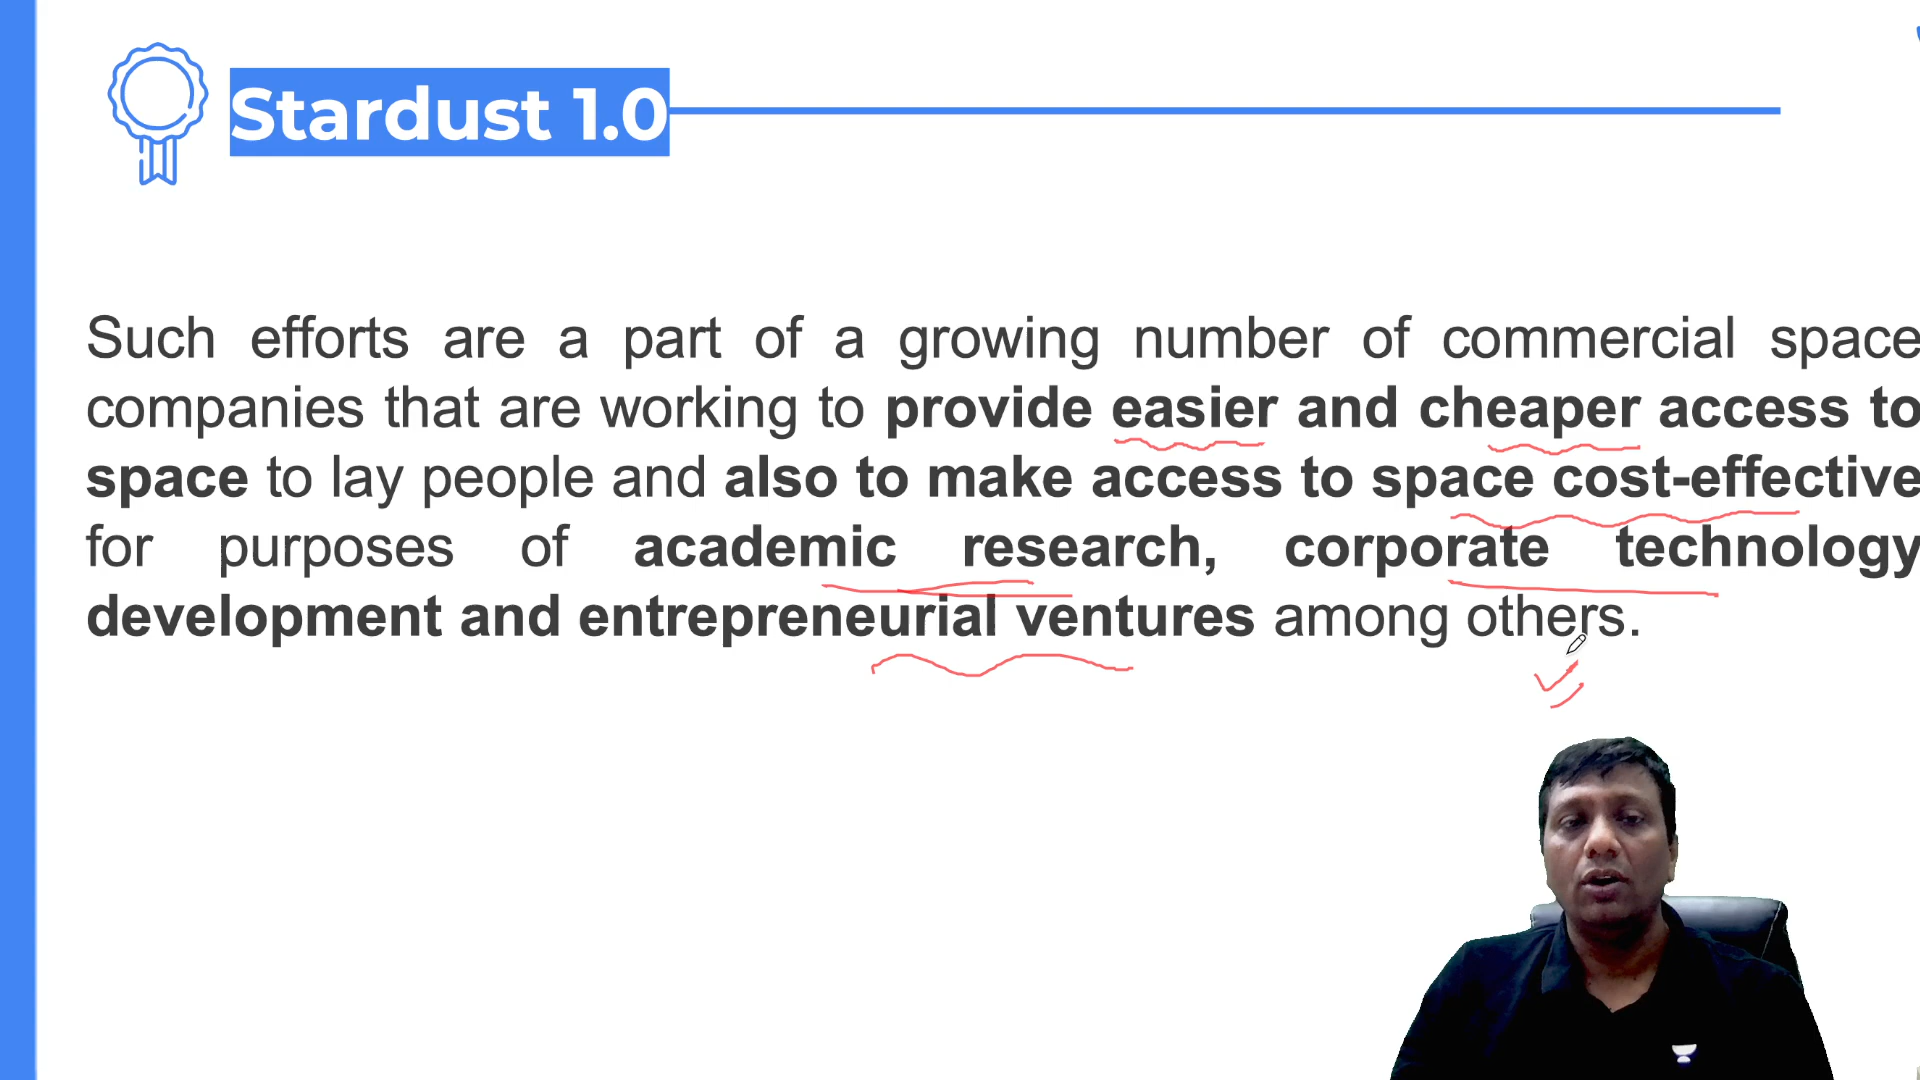 Stardust 1.0
Such efforts are a part of a growing number of commercial space
companies that are working to provide easier and cheaper access to
space to lay people and also to make access to space cost-effective
for purposes of academic research, corporate technology
development and entrepreneurial ventures among others.